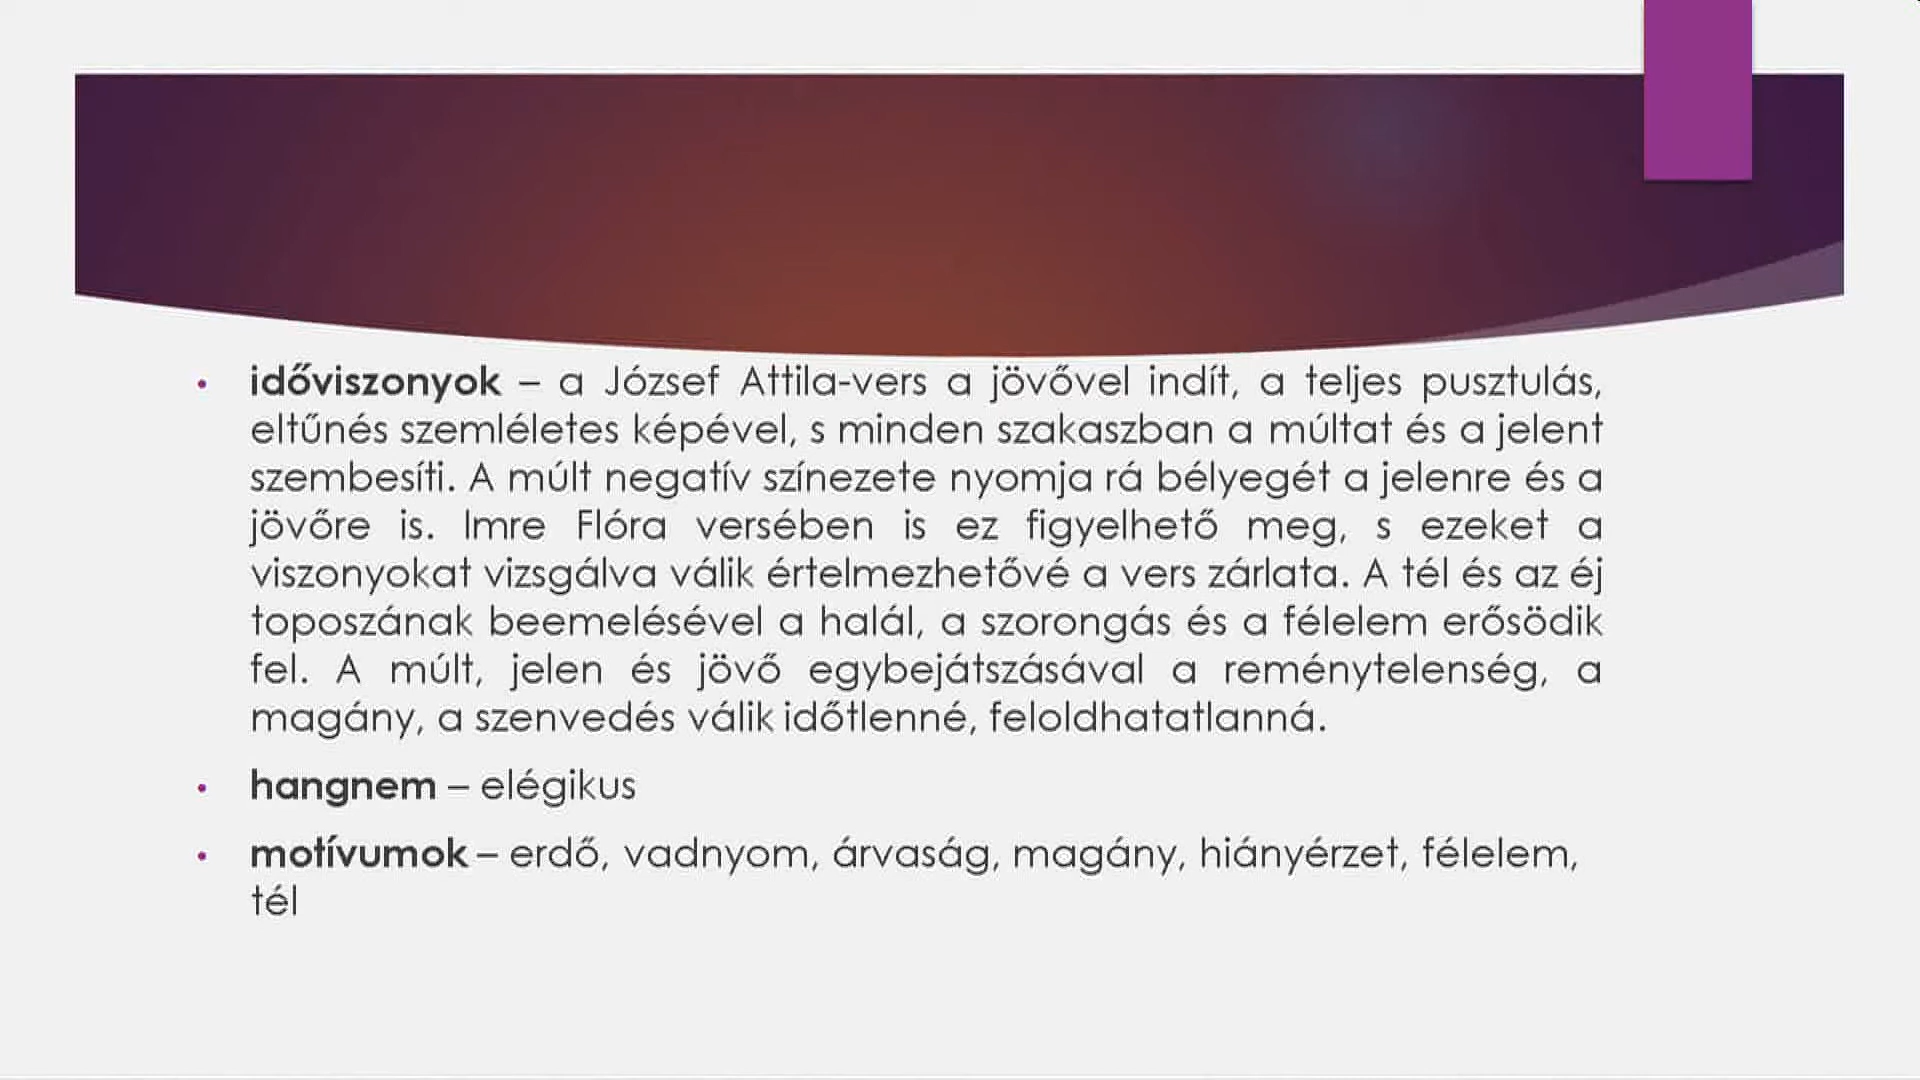 • időviszonyok – a József Attila-vers a jövővel indít, a teljes pusztulás,
eltűnés szemléletes képével, s minden szakaszban a múltat és a jelent
szembesíti. A múlt negatív színezete nyomja rá bélyegét a jelenre és a
jövőre is. Imre Flóra versében is ez figyelhető meg, s ezeket a
viszonyokat vizsgálva válik értelmezhetővé a vers zárlata. A tél és az éj
toposzának beemelésével a halál, a szorongás és a félelem erősödik
fel. A múlt, jelen és jövő egybejátszásával a reménytelenség, a
magány, a szenvedés válik időtlenné, feloldhatatlanná.
• hangnem – elégikus
• motívumok – erdő, vadnyom, árvaság, magány, hiányérzet, félelem,
tél